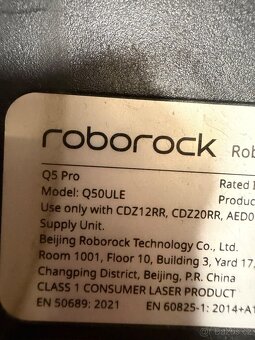 roborock Rob
Q5 Pro Rated I
Model: Q50ULE Produc
Use only with CDZ12RR, CDZ20RR, AED0
Supply Unit.
Beijing Roborock Technology Co., Ltd.
Room 1001, Floor 10, Building 3, Yard 17,
Changping District, Beijing, P.R. China
CLASS 1 CONSUMER LASER PRODUCT
EN 50689: 2021 EN 60825-1: 2014+A1